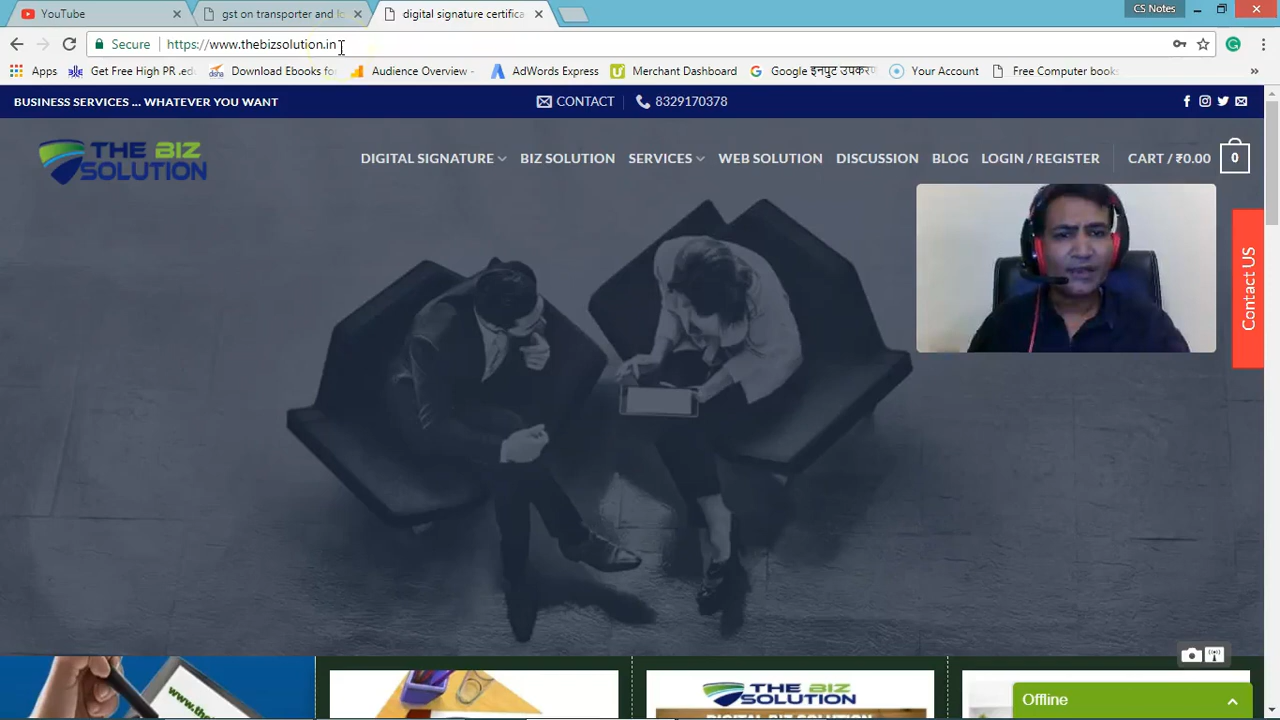 YouTube
gst on transporter and lo
digital signature certifica
CS Notes
Secure
https://www.thebizsolution.in
Apps
Get Free High PR .ed
Download Ebooks fo
Audience Overview -
AdWords Express
Merchant Dashboard
Google इनपुट उपकरण
Your Account
Free Computer books
»
BUSINESS SERVICES ... WHATEVER YOU WANT
CONTACT
8329170378
THE BIZ
SOLUTION
DIGITAL SIGNATURE
BIZ SOLUTION
SERVICES
WEB SOLUTION
DISCUSSION
BLOG
LOGIN / REGISTER
CART / ₹0.00
0
Contact US
THE BIZ
SOLUTION
Offline